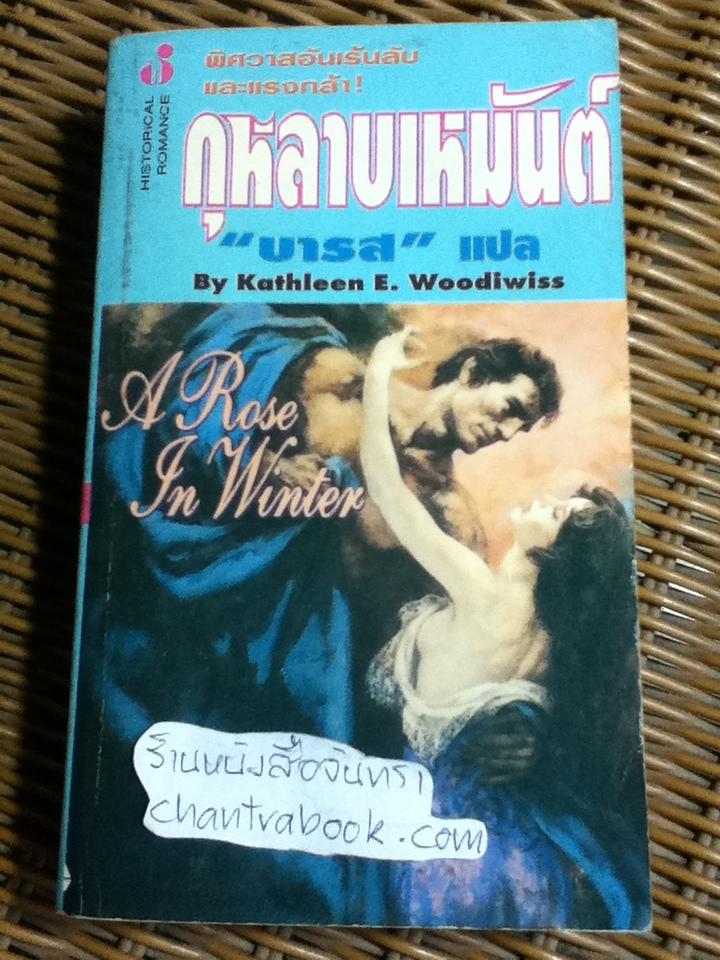 พิศวาสอันเร้นลับ
และแรงกล้า!
HISTORICAL
ROMANCE
กุหลาบเหมันต์
"บารส" แปล
By Kathleen E. Woodiwiss
A Rose
In Winter
ร้านหนังสือจันทรา
chantrabook.com